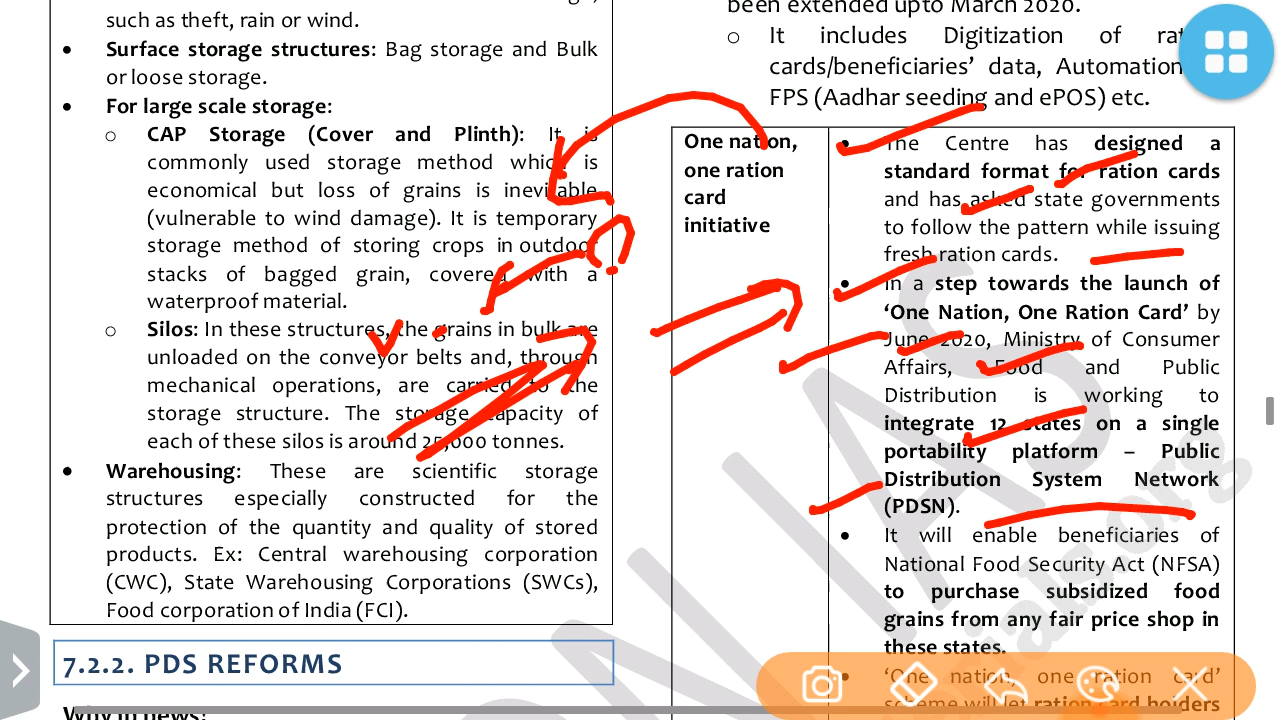 such as theft, rain or wind.
• Surface storage structures: Bag storage and Bulk
or loose storage.
• For large scale storage:
o CAP Storage (Cover and Plinth): It is
commonly used storage method which is
economical but loss of grains is inevitable
(vulnerable to wind damage). It is temporary
storage method of storing crops in outdoor
stacks of bagged grain, covered with a
waterproof material.
o Silos: In these structures, the grains in bulk are
unloaded on the conveyor belts and, through
mechanical operations, are carried to the
storage structure. The storage capacity of
each of these silos is around 25,000 tonnes.
• Warehousing: These are scientific storage
structures especially constructed for the
protection of the quantity and quality of stored
products. Ex: Central warehousing corporation
(CWC), State Warehousing Corporations (SWCs),
Food corporation of India (FCI).
7.2.2. PDS REFORMS
Why in news?
been extended upto March 2020.
o It includes Digitization of
cards/beneficiaries' data, Automation
FPS (Aadhar seeding and ePOS) etc.
One nation,
one ration
card
initiative
• The Centre has designed a
standard format for ration cards
and has asked state governments
to follow the pattern while issuing
fresh ration cards.
• In a step towards the launch of
'One Nation, One Ration Card' by
June 2020, Ministry of Consumer
Affairs, Food and Public
Distribution is working to
integrate 12 states on a single
portability platform – Public
Distribution System Network
(PDSN).
• It will enable beneficiaries of
National Food Security Act (NFSA)
to purchase subsidized food
grains from any fair price shop in
these states.
• 'One nation, one ration card'
scheme will let ration card holders